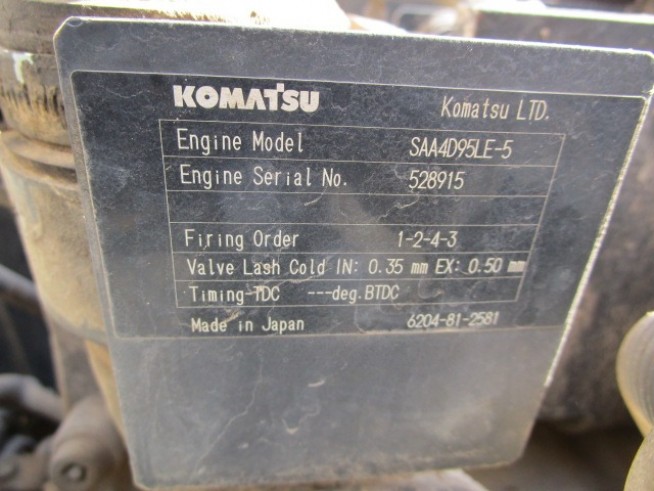 KOMATSU Komatsu LTD.
Engine Model SAA4D95LE-5
Engine Serial No. 528915
Firing Order 1-2-4-3
Valve Lash Cold IN: 0.35 mm EX: 0.50 mm
Timing-TDC ---deg.BTDC
Made in Japan 6204-81-2581